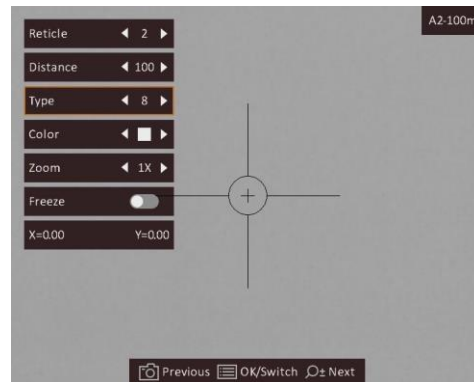 A2-100m
Reticle 2
Distance 100
Type 8
Color
Zoom 1X
Freeze
X=0.00 Y=0.00
Previous OK/Switch Next